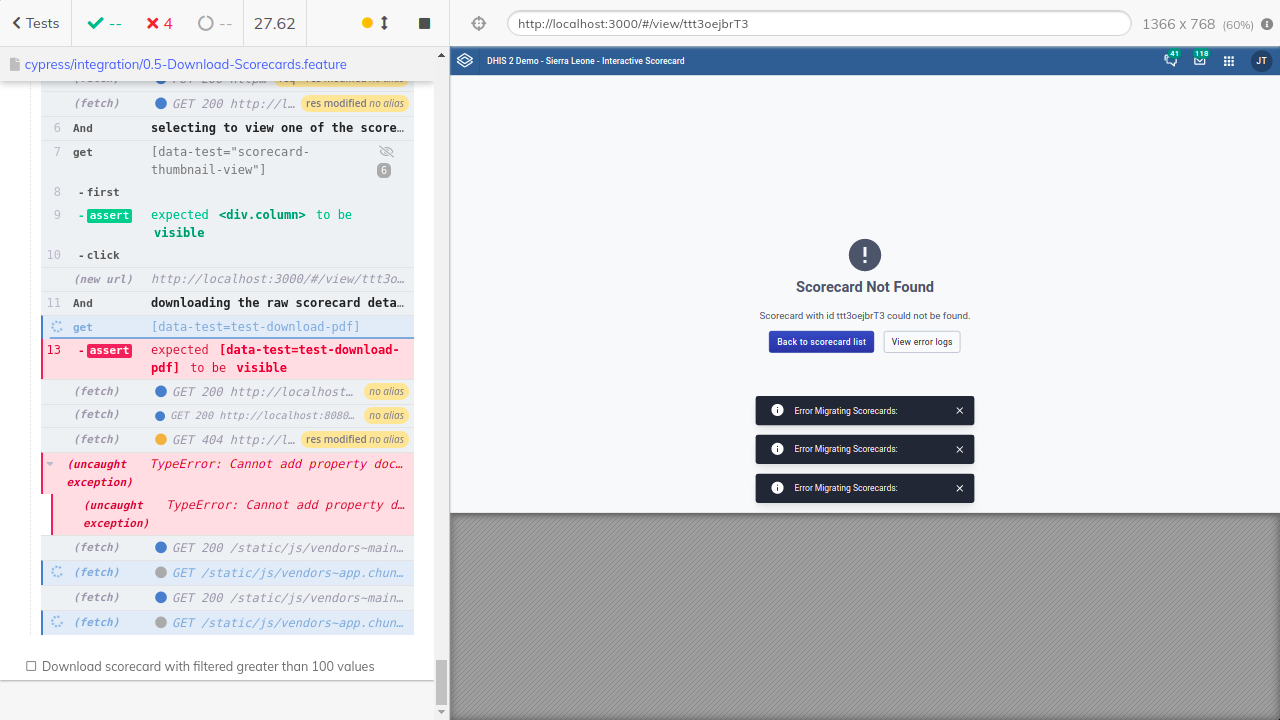 Tests
--
4
--
27.62
http://localhost:3000/#/view/ttt3oejbrT3
1366 x 768 (60%)
cypress/integration/0.5-Download-Scorecards.feature
(fetch) GET 200 http://l… res modified no alias
6 And selecting to view one of the score…
7 get [data-test="scorecard-
thumbnail-view"] 6
8 -first
9 -assert expected <div.column> to be
visible
10 -click
(new url) http://localhost:3000/#/view/ttt3o…
11 And downloading the raw scorecard deta…
get [data-test=test-download-pdf]
13 -assert expected [data-test=test-download-
pdf] to be visible
(fetch) GET 200 http://localhost… no alias
(fetch) GET 200 http://localhost:8080… no alias
(fetch) GET 404 http://l… res modified no alias
(uncaught TypeError: Cannot add property doc…
exception)
(uncaught TypeError: Cannot add property d…
exception)
(fetch) GET 200 /static/js/vendors~main…
(fetch) GET /static/js/vendors~app.chun…
(fetch) GET 200 /static/js/vendors~main…
(fetch) GET /static/js/vendors~app.chun…
Download scorecard with filtered greater than 100 values
DHIS 2 Demo - Sierra Leone - Interactive Scorecard
41
118
JT
Scorecard Not Found
Scorecard with id ttt3oejbrT3 could not be found.
Back to scorecard list
View error logs
Error Migrating Scorecards:
Error Migrating Scorecards:
Error Migrating Scorecards: